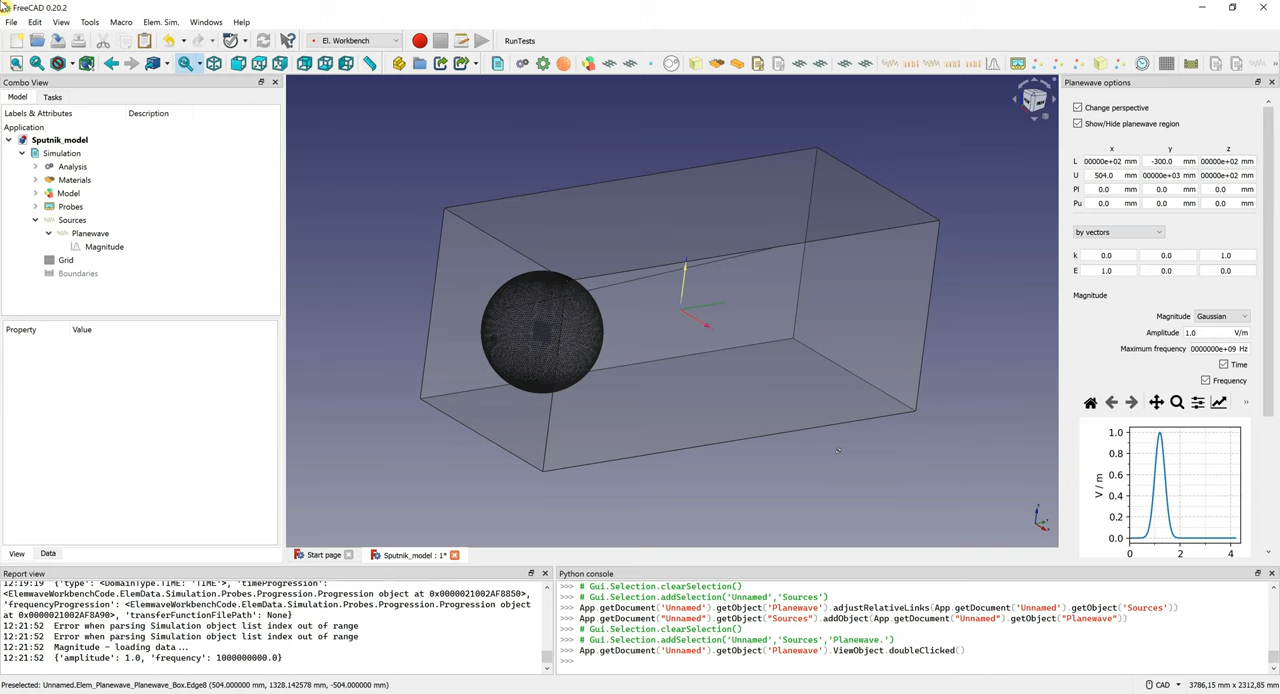 FreeCAD 0.20.2
File Edit View Tools Macro Elem. Sim. Windows Help
El. Workbench RunTests
Combo View
Model Tasks
Labels & Attributes Description
Application
Sputnik_model
Simulation
Analysis
Materials
Model
Probes
Sources
Planewave
Magnitude
Grid
Boundaries
Property Value
View Data
Start page Sputnik_model : 1*
Planewave options
Change perspective
Show/Hide planewave region
x y z
L 00000e+02 mm -300.0 mm 00000e+02 mm
U 504.0 mm 00000e+03 mm 00000e+02 mm
Pl 0.0 mm 0.0 mm 0.0 mm
Pu 0.0 mm 0.0 mm 0.0 mm
by vectors
k 0.0 0.0 1.0
E 1.0 0.0 0.0
Magnitude
Magnitude Gaussian
Amplitude 1.0 V/m
Maximum frequency 0000000e+09 Hz
Time
Frequency
1.0
0.8
0.6
0.4
0.2
0.0
V / m
0 2 4
Report view
12:19:19 {'type': <DomainType.TIME: 'TIME'>, 'timeProgression':
<ElemwaveWorkbenchCode.ElemData.Simulation.Probes.Progression.Progression object at 0x0000021002AF8850>,
'frequencyProgression': <ElemwaveWorkbenchCode.ElemData.Simulation.Probes.Progression.Progression object
at 0x0000021002AF8A90>, 'transferFunctionFilePath': None}
12:21:52 Error when parsing Simulation object list index out of range
12:21:52 Error when parsing Simulation object list index out of range
12:21:52 Magnitude - loading data...
12:21:52 {'amplitude': 1.0, 'frequency': 1000000000.0}
Python console
>>> # Gui.Selection.clearSelection()
>>> # Gui.Selection.addSelection('Unnamed','Sources')
>>> App.getDocument('Unnamed').getObject('Planewave').adjustRelativeLinks(App.getDocument('Unnamed').getObject('Sources'))
>>> App.getDocument("Unnamed").getObject("Sources").addObject(App.getDocument("Unnamed").getObject("Planewave"))
>>> # Gui.Selection.clearSelection()
>>> # Gui.Selection.addSelection('Unnamed','Sources','Planewave.')
>>> App.getDocument('Unnamed').getObject('Planewave').ViewObject.doubleClicked()
>>>
Preselected: Unnamed.Elem_Planewave_Planewave_Box.Edge8 (504.000000 mm, 1328.142578 mm, -504.000000 mm)
CAD 3786,15 mm x 2312,85 mm